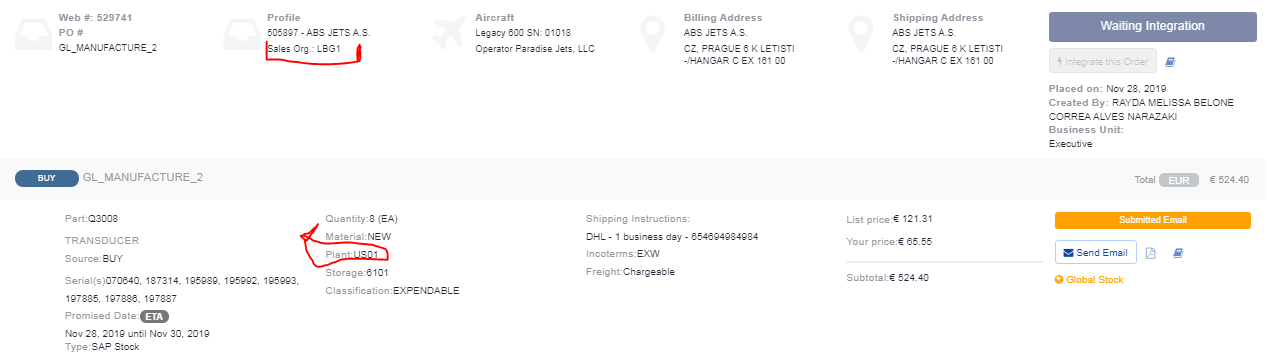 Web #: 529741
PO #
GL_MANUFACTURE_2
Profile
505897 - ABS JETS A.S.
Sales Org.: LBG1
Aircraft
Legacy 600 SN: 01018
Operator Paradise Jets, LLC
Billing Address
ABS JETS A.S.
CZ, PRAGUE 6 K LETISTI
-/HANGAR C EX 161 00
Shipping Address
ABS JETS A.S.
CZ, PRAGUE 6 K LETISTI
-/HANGAR C EX 161 00
Waiting Integration
Integrate this Order
Placed on: Nov 28, 2019
Created By: RAYDA MELISSA BELONE
CORREA ALVES NARAZAKI
Business Unit:
Executive
BUY GL_MANUFACTURE_2
Total EUR € 524.40
Part:Q3008
TRANSDUCER
Source:BUY
Serial(s)070640, 187314, 195989, 195992, 195993,
197885, 197886, 197887
Promised Date: ETA
Nov 28, 2019 until Nov 30, 2019
Type:SAP Stock
Quantity:8 (EA)
Material:NEW
Plant:US01
Storage:6101
Classification:EXPENDABLE
Shipping Instructions:
DHL - 1 business day - 654694984984
Incoterms:EXW
Freight:Chargeable
List price:€ 121.31
Your price:€ 65.55
Subtotal:€ 524.40
Submitted Email
Send Email
Global Stock